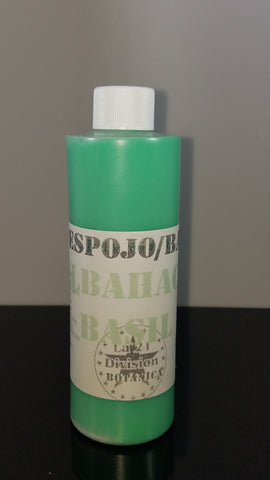 ESPOJO/BA
LBAHAC
BASIL
La 21
Division
BOTANICA